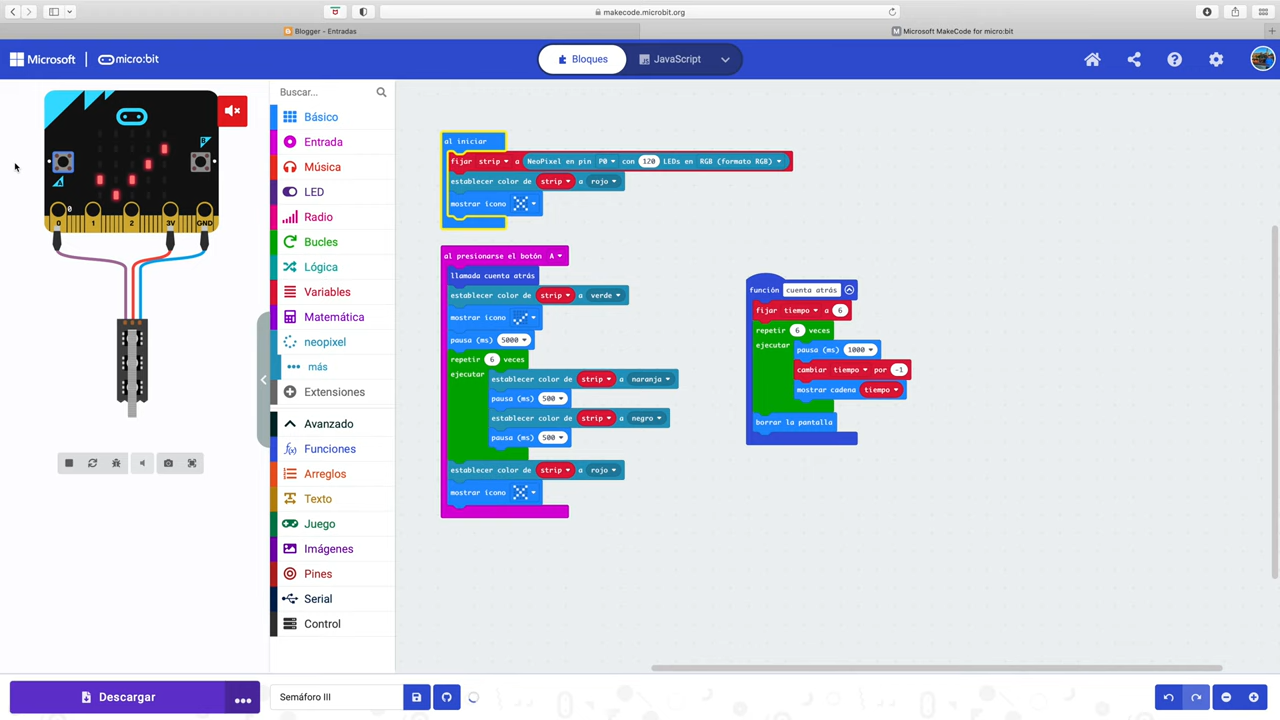 makecode.microbit.org
Blogger - Entradas
Microsoft MakeCode for micro:bit
Microsoft
micro:bit
Bloques
JavaScript
A
B
0
0
1
2
3V
GND
Descargar
Buscar...
Básico
Entrada
Música
LED
Radio
Bucles
Lógica
Variables
Matemática
neopixel
más
Extensiones
Avanzado
Funciones
Arreglos
Texto
Juego
Imágenes
Pines
Serial
Control
al iniciar
fijar strip a NeoPixel en pin P0 con 120 LEDs en RGB (formato RGB)
establecer color de strip a rojo
mostrar icono
al presionarse el botón A
llamada cuenta atrás
establecer color de strip a verde
mostrar icono
pausa (ms) 5000
repetir 6 veces
ejecutar
establecer color de strip a naranja
pausa (ms) 500
establecer color de strip a negro
pausa (ms) 500
establecer color de strip a rojo
mostrar icono
función cuenta atrás
fijar tiempo a 6
repetir 6 veces
ejecutar
pausa (ms) 1000
cambiar tiempo por -1
mostrar cadena tiempo
borrar la pantalla
Semáforo III